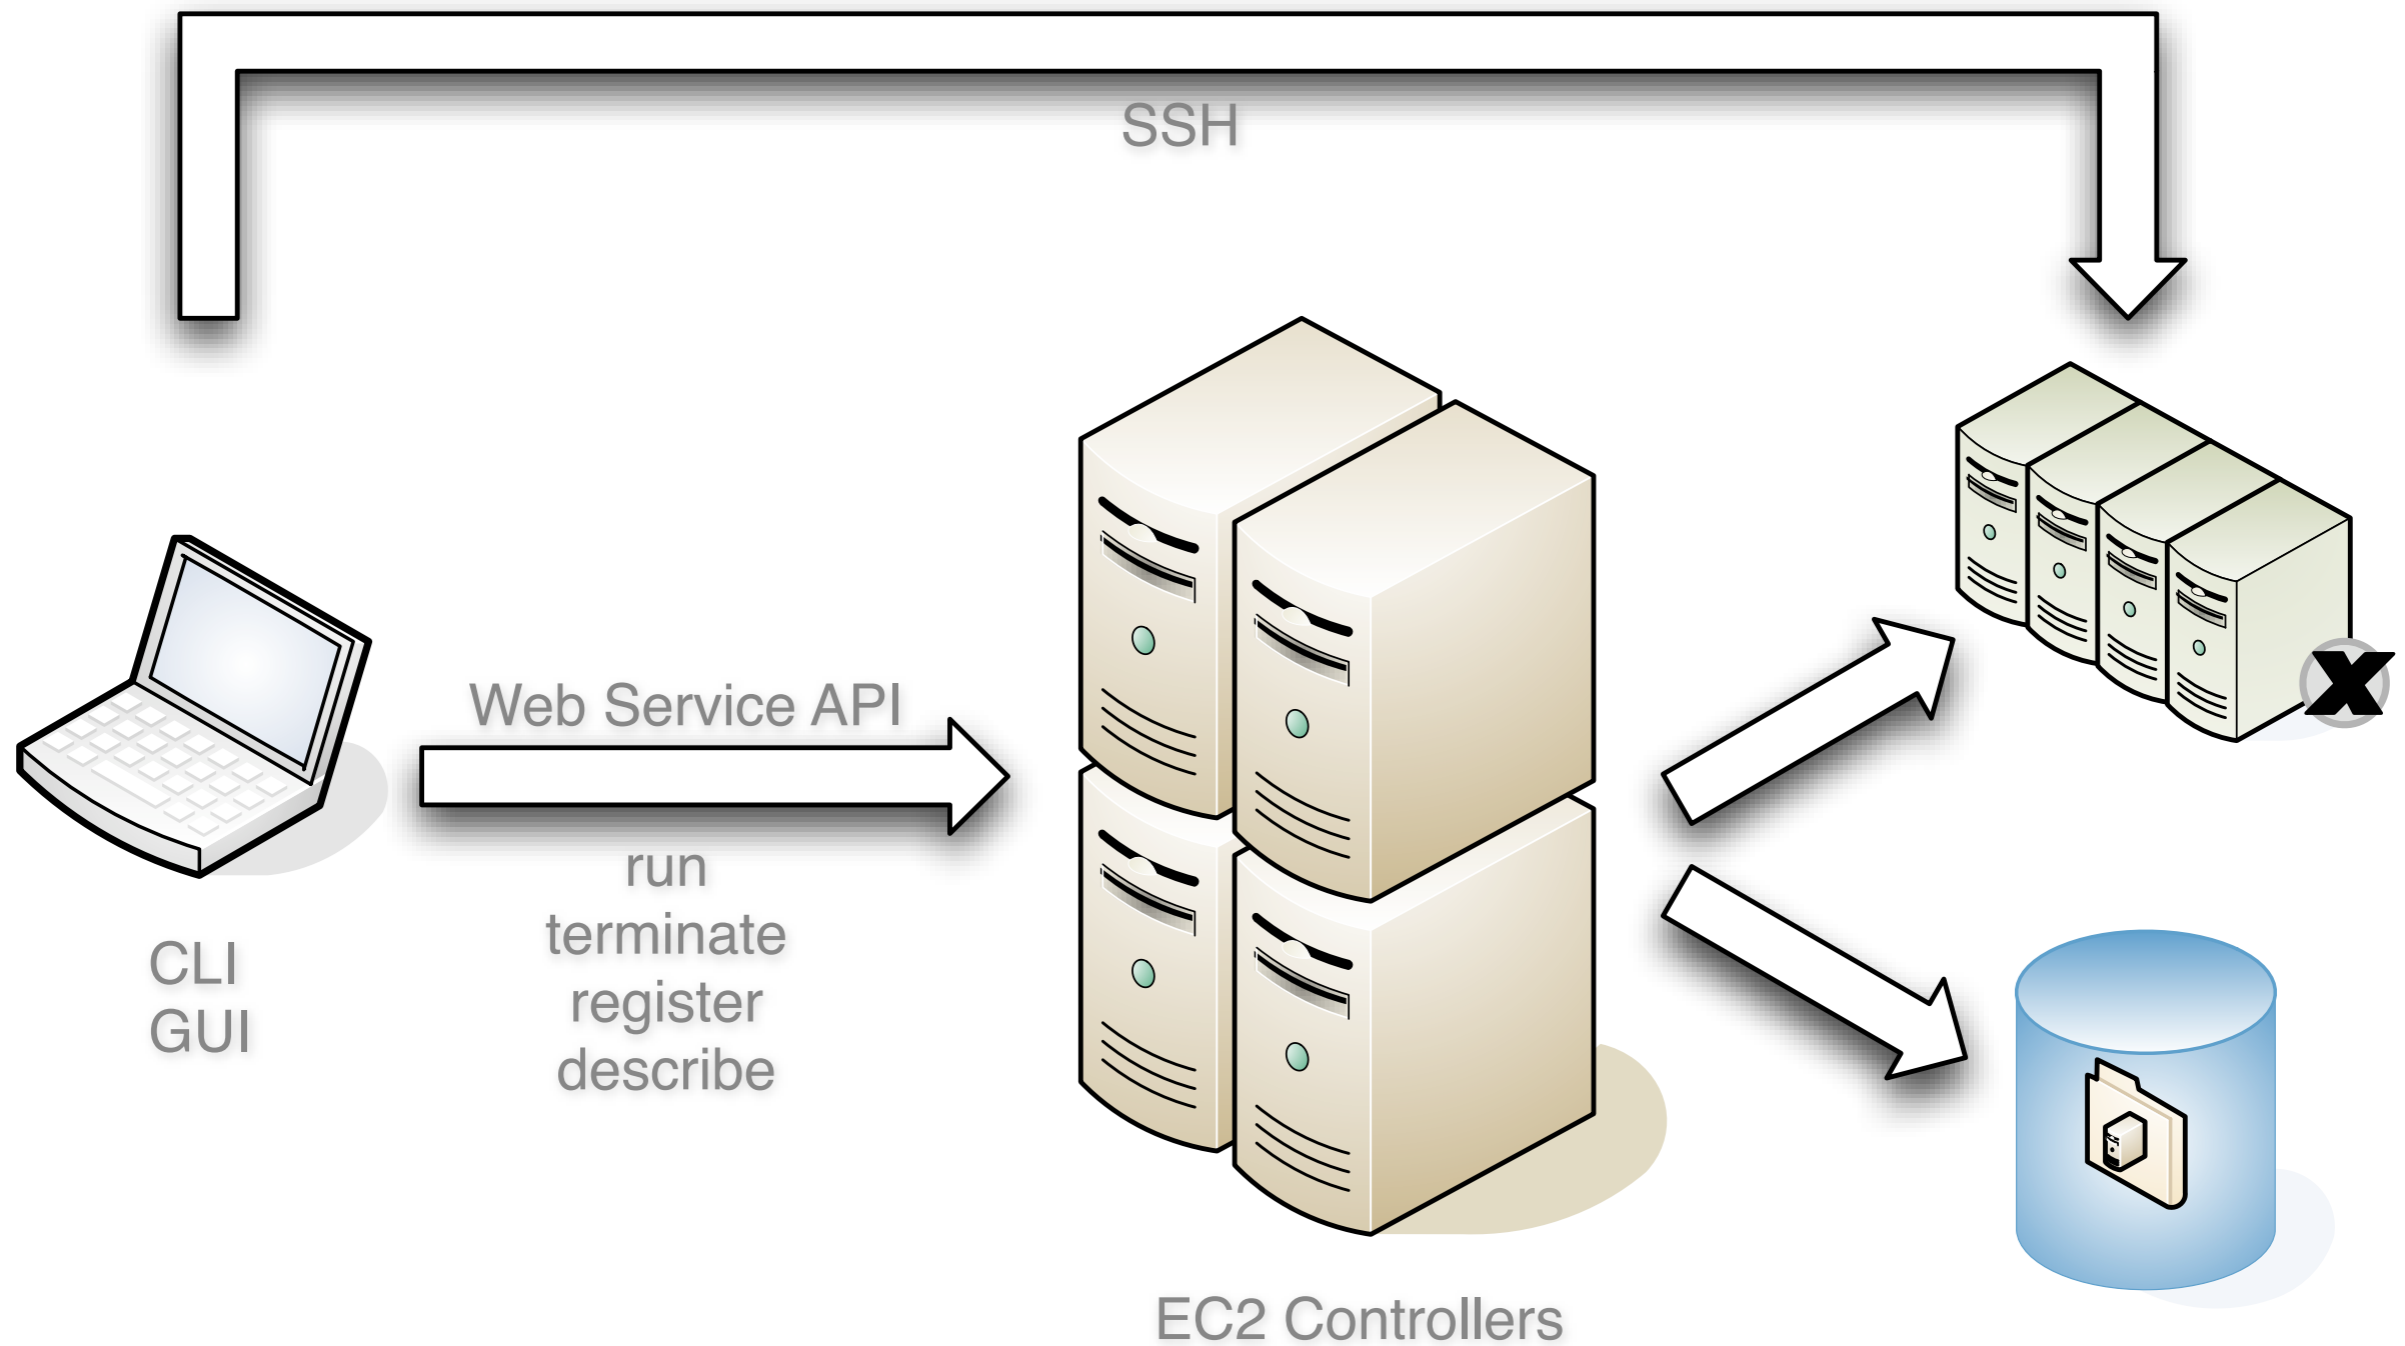 SSH
Web Service API
run
terminate
register
describe
CLI
GUI
EC2 Controllers
X